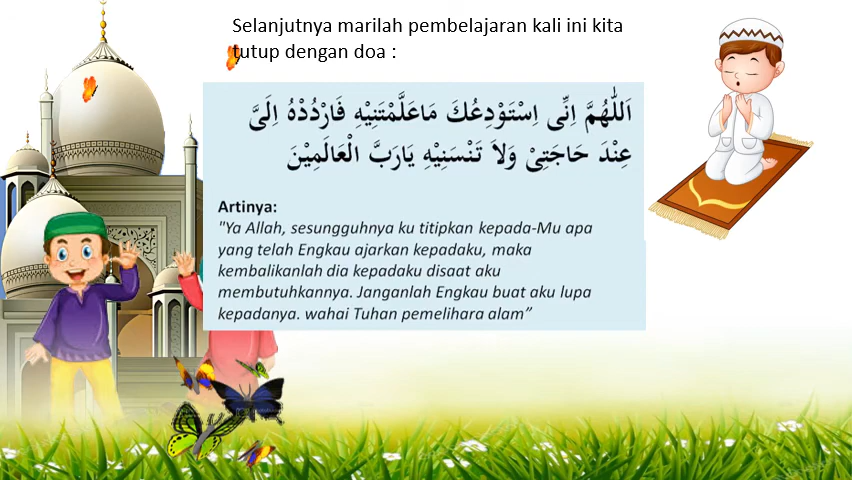 Selanjutnya marilah pembelajaran kali ini kita
tutup dengan doa :
اَللّٰهُمَّ اِنِّى اِسْتَوْدِعُكَ مَاعَلَّمْتَنِيْهِ فَارْدُدْهُ اِلَىَّ
عِنْدَ حَاجَتِىْ وَلاَ تَنْسَنِيْهِ يَارَبَّ الْعَالَمِيْنَ
Artinya:
"Ya Allah, sesungguhnya ku titipkan kepada-Mu apa
yang telah Engkau ajarkan kepadaku, maka
kembalikanlah dia kepadaku disaat aku
membutuhkannya. Janganlah Engkau buat aku lupa
kepadanya. wahai Tuhan pemelihara alam”